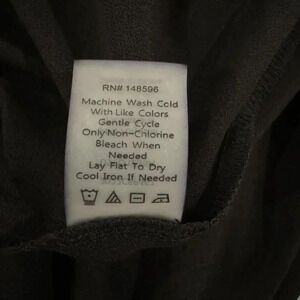 RN# 148596
Machine Wash Cold
With Like Colors
Gentle Cycle
Only Non-Chlorine
Bleach When
Needed
Lay Flat To Dry
Cool Iron If Needed